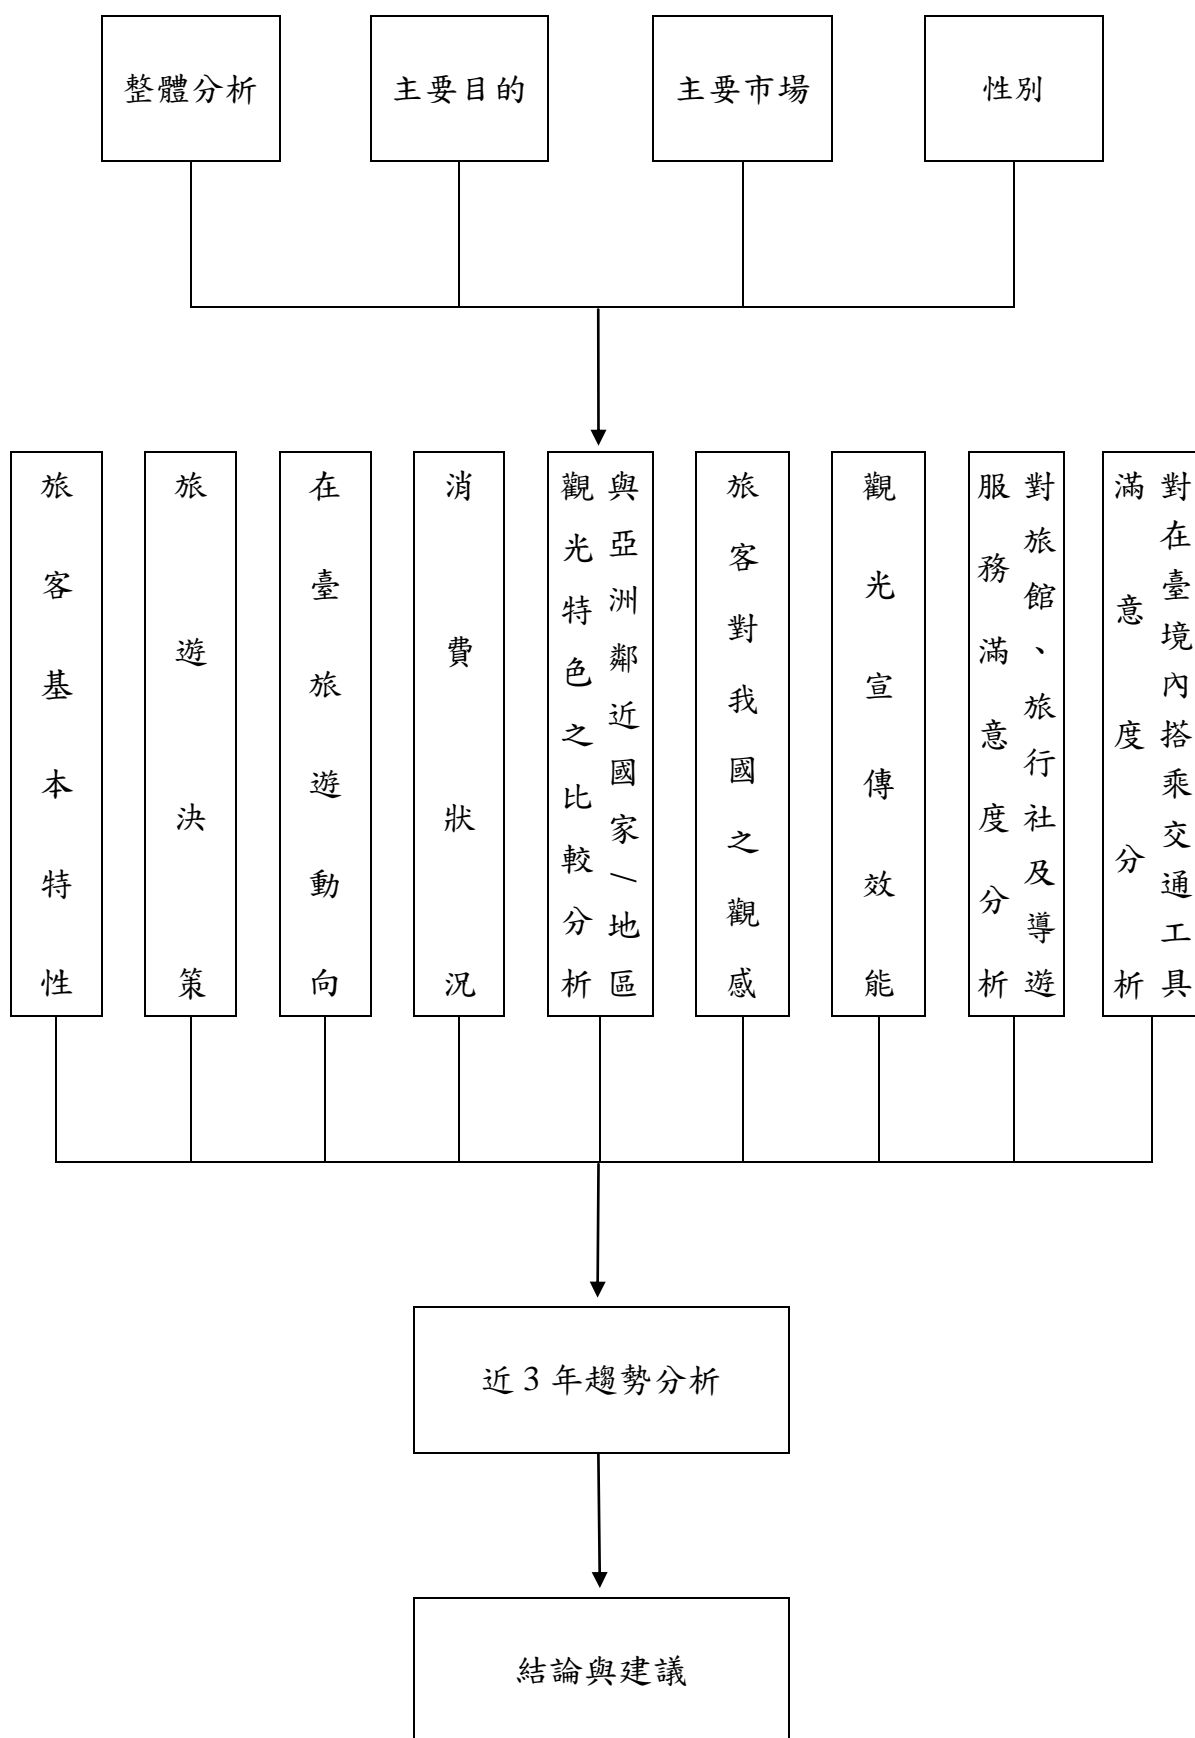 整體分析
主要目的
主要市場
性別
旅客基本特性
旅遊決策
在臺旅遊動向
消費狀況
與亞洲鄰近國家/地區
觀光特色之比較分析
旅客對我國之觀感
觀光宣傳效能
對旅館、旅行社及導遊
服務滿意度分析
對在臺境內搭乘交通工具
滿意度分析
近 3 年趨勢分析
結論與建議